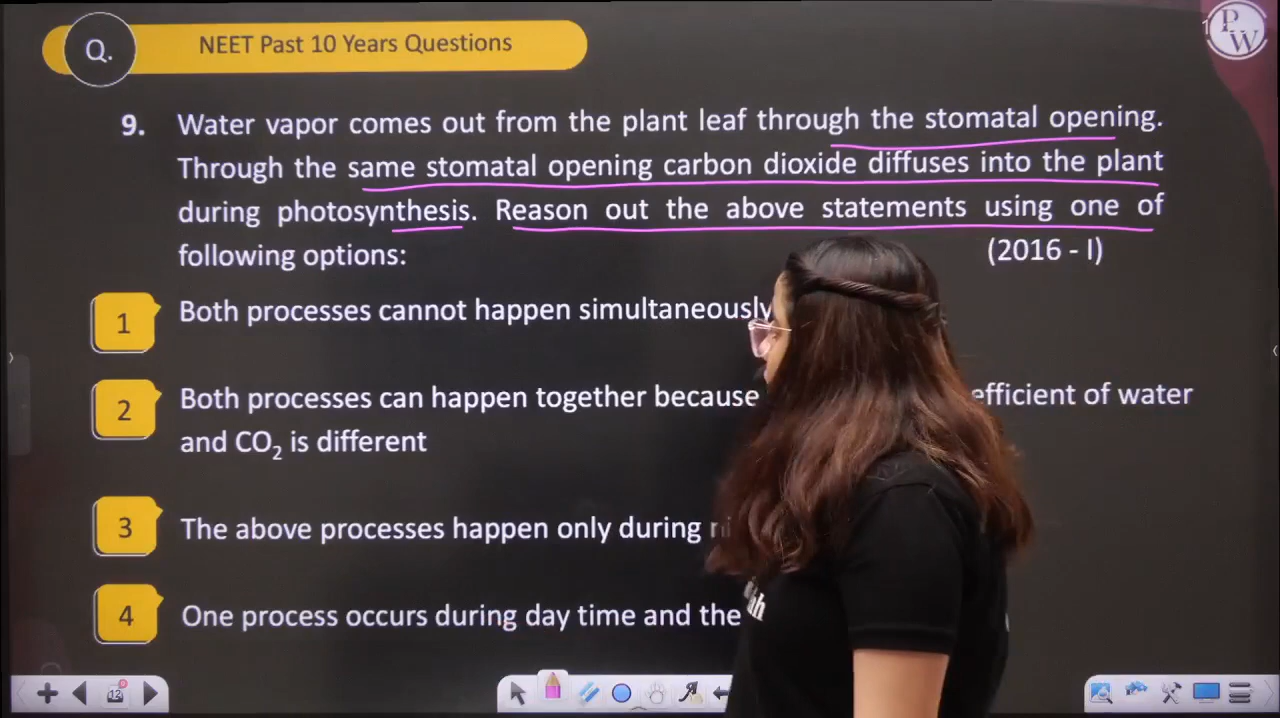 Q.
NEET Past 10 Years Questions
PW
9. Water vapor comes out from the plant leaf through the stomatal opening.
Through the same stomatal opening carbon dioxide diffuses into the plant
during photosynthesis. Reason out the above statements using one of
following options:
(2016 - I)
1 Both processes cannot happen simultaneously
2 Both processes can happen together because efficient of water
and CO₂ is different
3 The above processes happen only during
4 One process occurs during day time and the
12